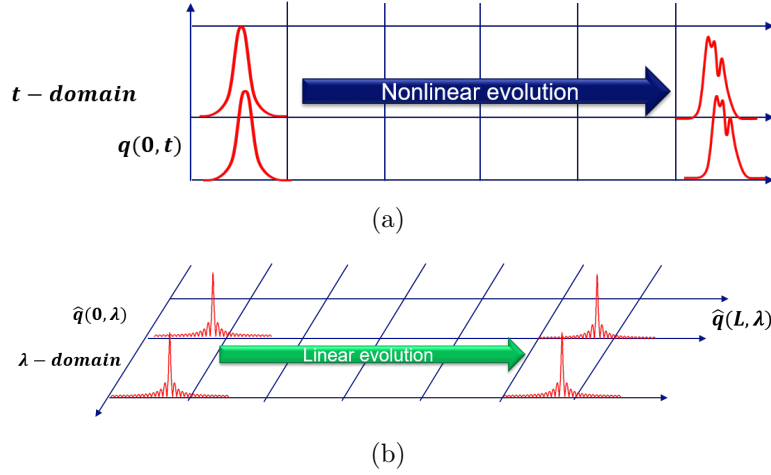 t − domain
Nonlinear evolution
q(0, t)
(a)
q̂(0, λ)
q̂(L, λ)
λ − domain
Linear evolution
(b)